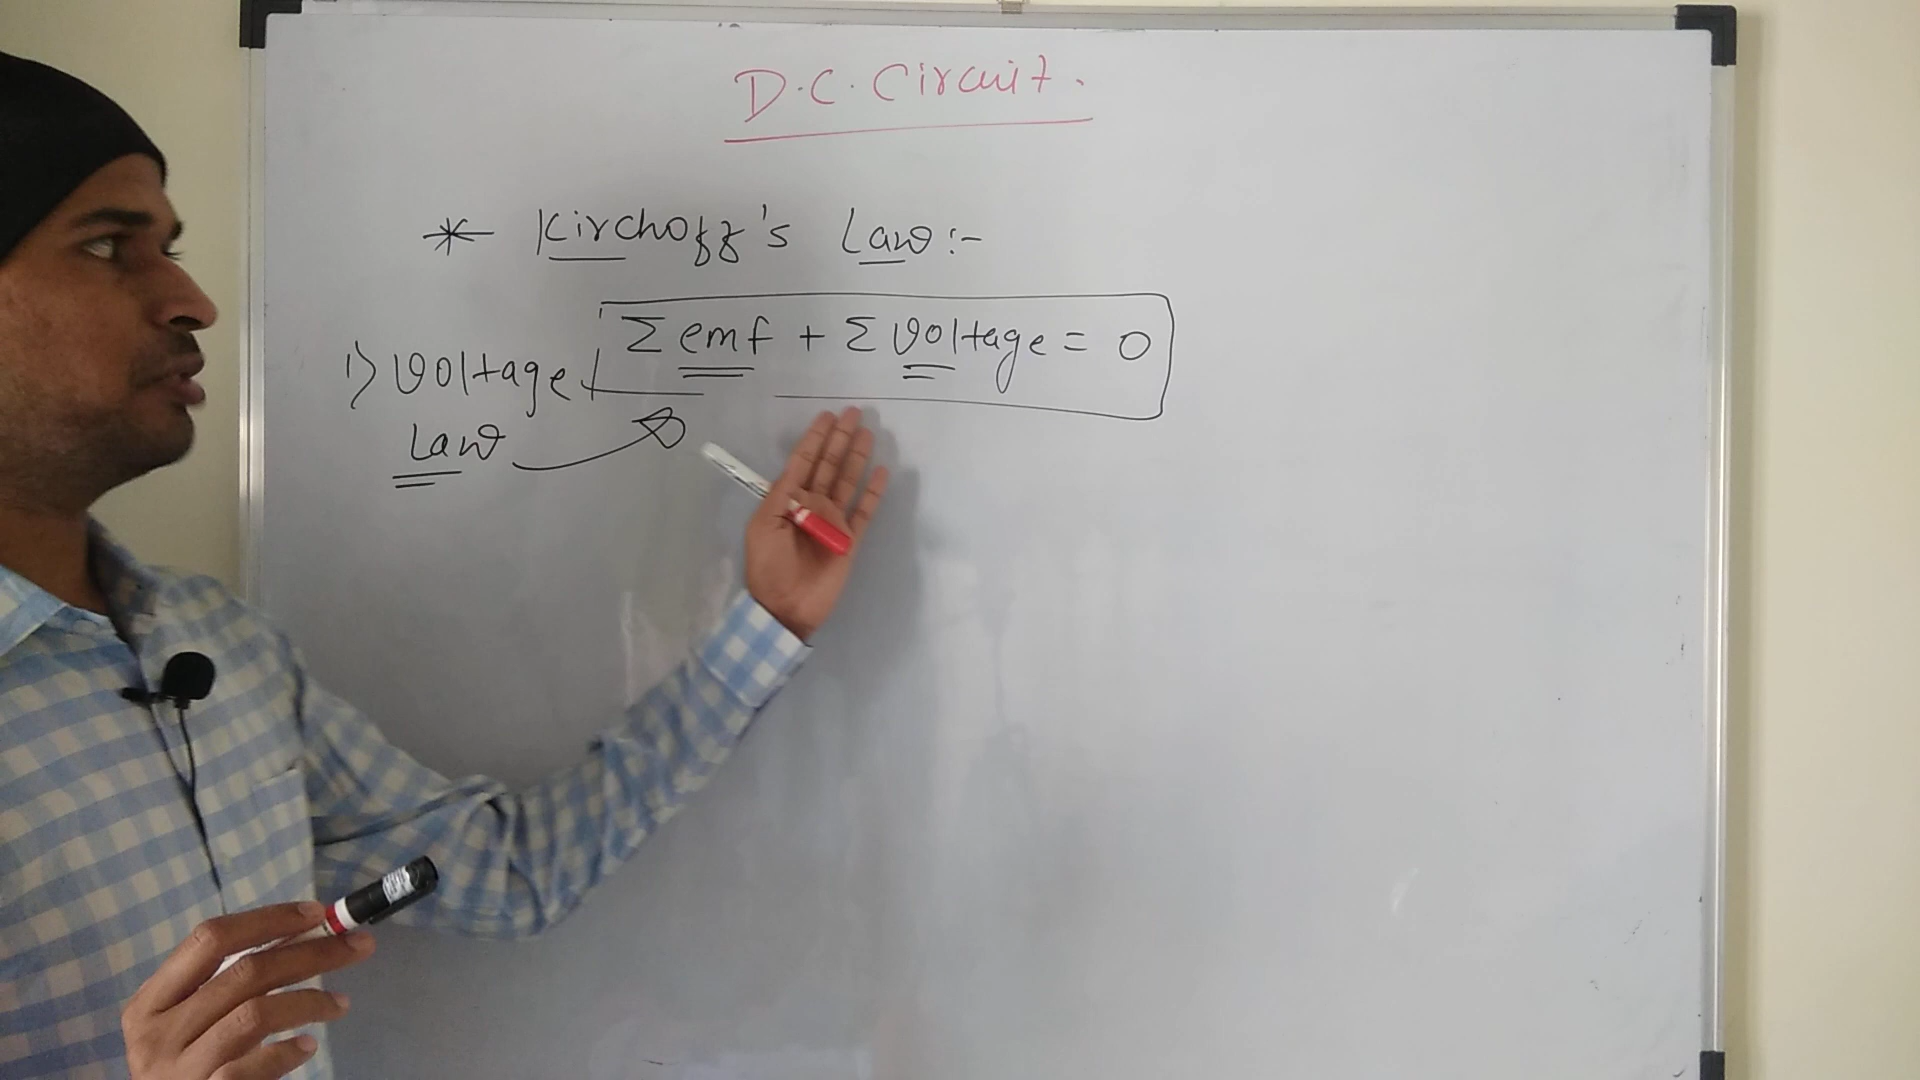 D.C. Circuit.
* Kirchoff's Law:-
Σ emf + Σ Voltage = 0
1) Voltage
Law